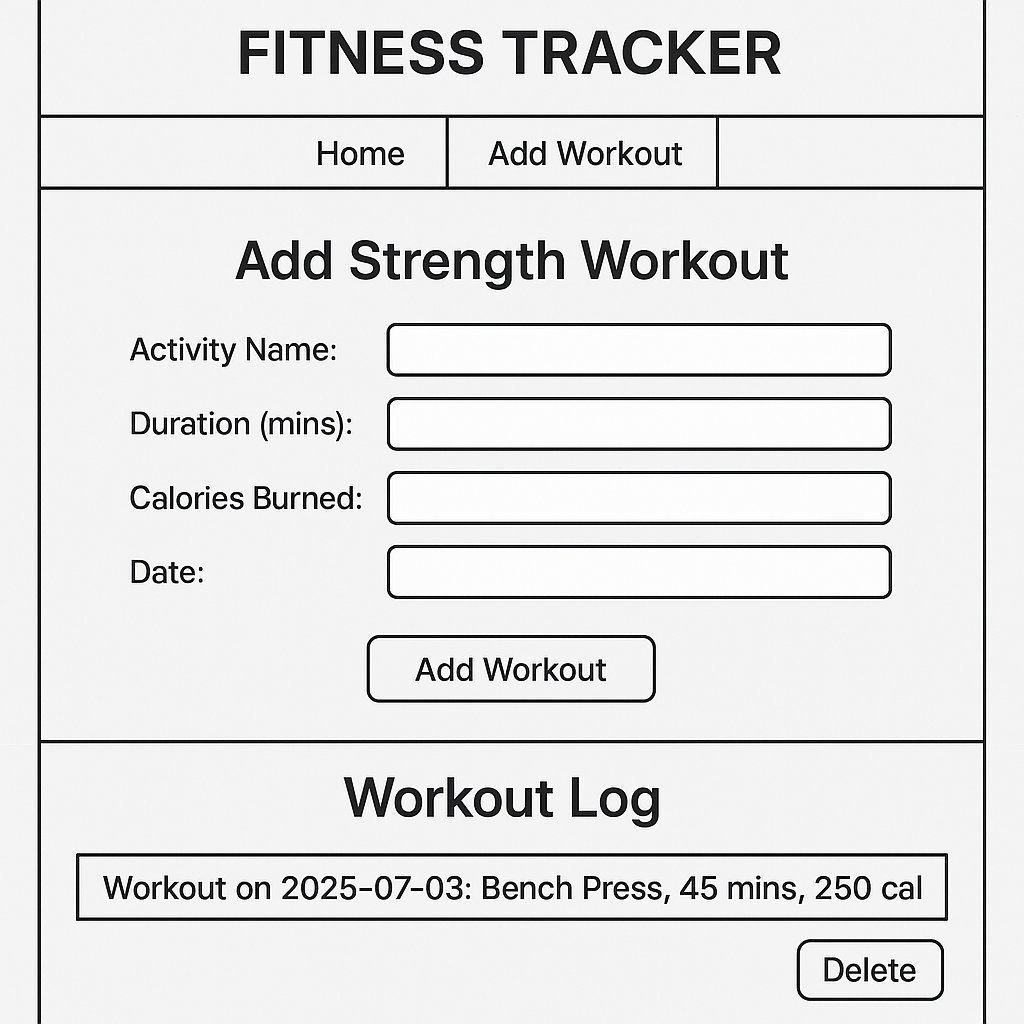 FITNESS TRACKER
Home
Add Workout
Add Strength Workout
Activity Name:
Duration (mins):
Calories Burned:
Date:
Add Workout
Workout Log
Workout on 2025-07-03: Bench Press, 45 mins, 250 cal
Delete